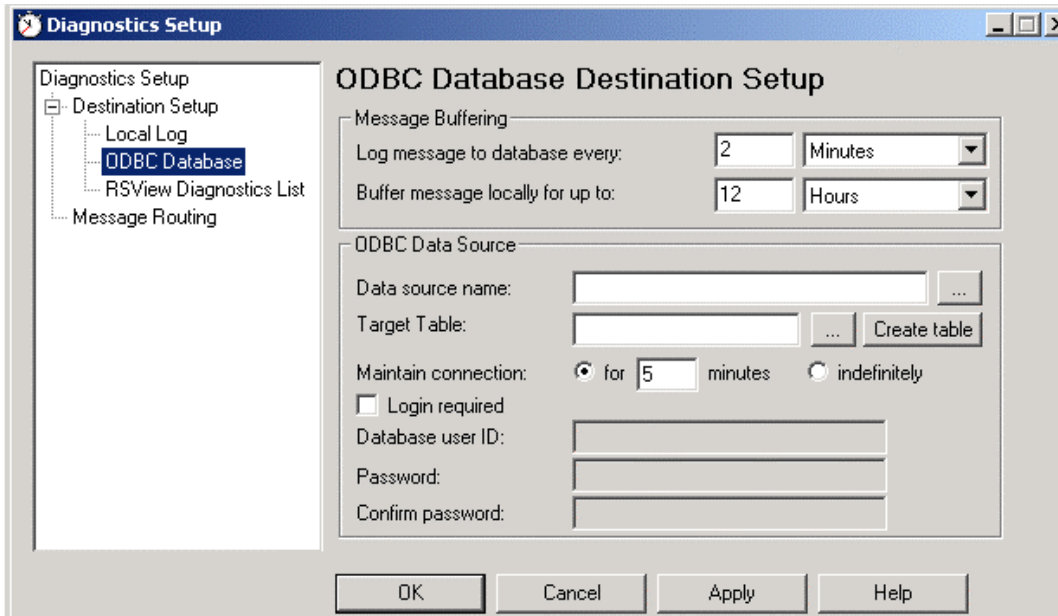 Diagnostics Setup
Diagnostics Setup
Destination Setup
Local Log
ODBC Database
RSView Diagnostics List
Message Routing
ODBC Database Destination Setup
Message Buffering
Log message to database every: 2 Minutes
Buffer message locally for up to: 12 Hours
ODBC Data Source
Data source name: ...
Target Table: ... Create table
Maintain connection: for 5 minutes indefinitely
Login required
Database user ID:
Password:
Confirm password:
OK Cancel Apply Help